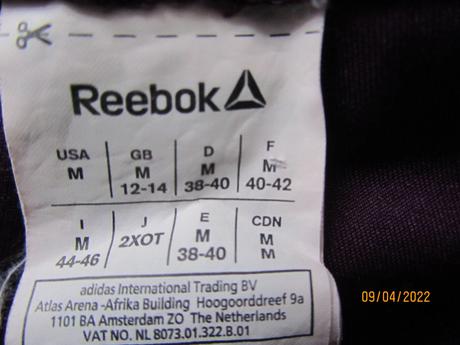 Reebok
USA GB D F
M M M M
12-14 38-40 40-42
I J E CDN
M 2XOT M M
44-46 38-40 M
adidas International Trading BV
Atlas Arena -Afrika Building Hoogoorddreef 9a
1101 BA Amsterdam ZO The Netherlands
VAT NO. NL 8073.01.322.B.01
09/04/2022